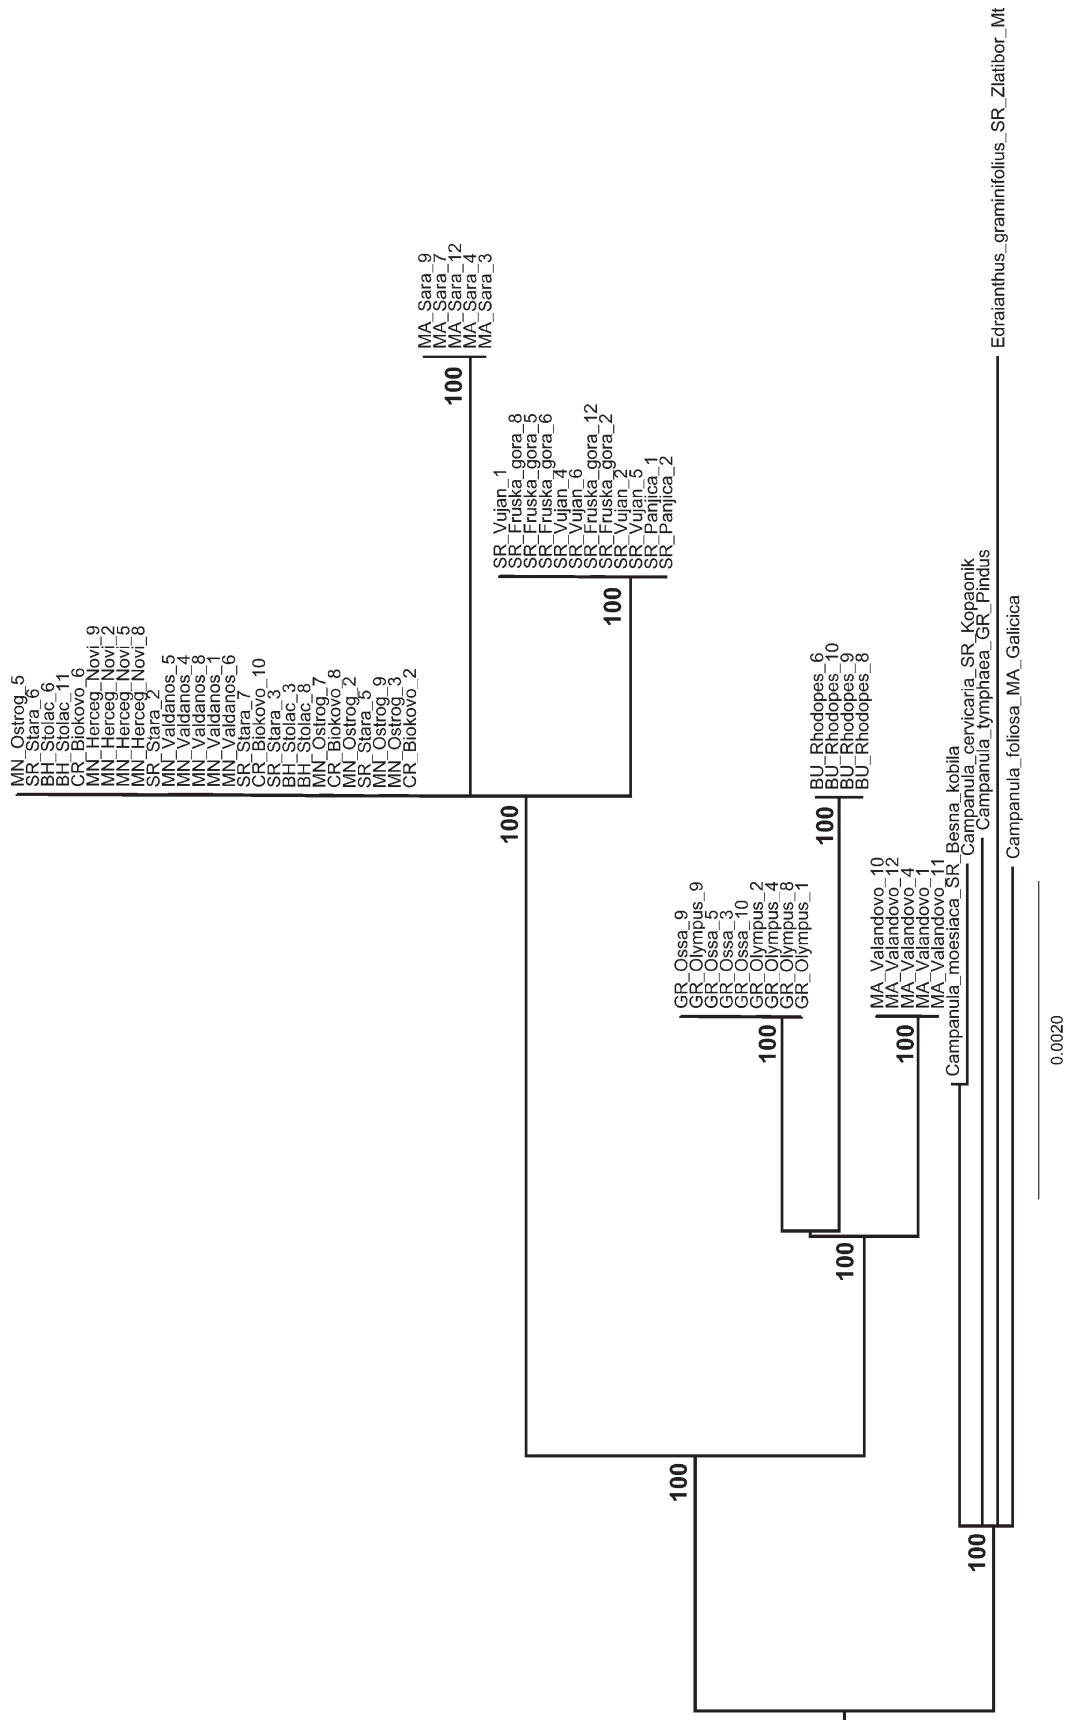 MN_Ostrog_5
SR_Stara_6
BH_Stolac_6
BH_Stolac_11
CR_Biokovo_6
MN_Herceg_Novi_9
MN_Herceg_Novi_2
MN_Herceg_Novi_5
MN_Herceg_Novi_8
SR_Stara_2
MN_Valdanos_5
MN_Valdanos_4
MN_Valdanos_8
MN_Valdanos_1
MN_Valdanos_6
SR_Stara_7
CR_Biokovo_10
SR_Stara_3
BH_Stolac_3
BH_Stolac_8
MN_Ostrog_7
CR_Biokovo_8
MN_Ostrog_2
SR_Stara_5
MN_Ostrog_9
MN_Ostrog_3
CR_Biokovo_2
MA_Sara_9
MA_Sara_7
MA_Sara_12
MA_Sara_4
MA_Sara_3
100
SR_Vujan_1
SR_Fruska_gora_8
SR_Fruska_gora_5
SR_Fruska_gora_6
SR_Vujan_4
SR_Vujan_6
SR_Fruska_gora_12
SR_Fruska_gora_2
SR_Vujan_2
SR_Vujan_5
SR_Panjica_1
SR_Panjica_2
100
100
GR_Ossa_9
GR_Olympus_9
GR_Ossa_5
GR_Ossa_3
GR_Ossa_10
GR_Olympus_2
GR_Olympus_4
GR_Olympus_8
GR_Olympus_1
100
BU_Rhodopes_6
BU_Rhodopes_10
BU_Rhodopes_9
BU_Rhodopes_8
100
MA_Valandovo_10
MA_Valandovo_12
MA_Valandovo_4
MA_Valandovo_1
MA_Valandovo_11
100
100
100
Campanula_moesiaca_SR_Besna_kobila
Campanula_cervicaria_SR_Kopaonik
Campanula_tymphaea_GR_Pindus
Edraianthus_graminifolius_SR_Zlatibor_Mt
Campanula_foliosa_MA_Galicica
100
0.0020